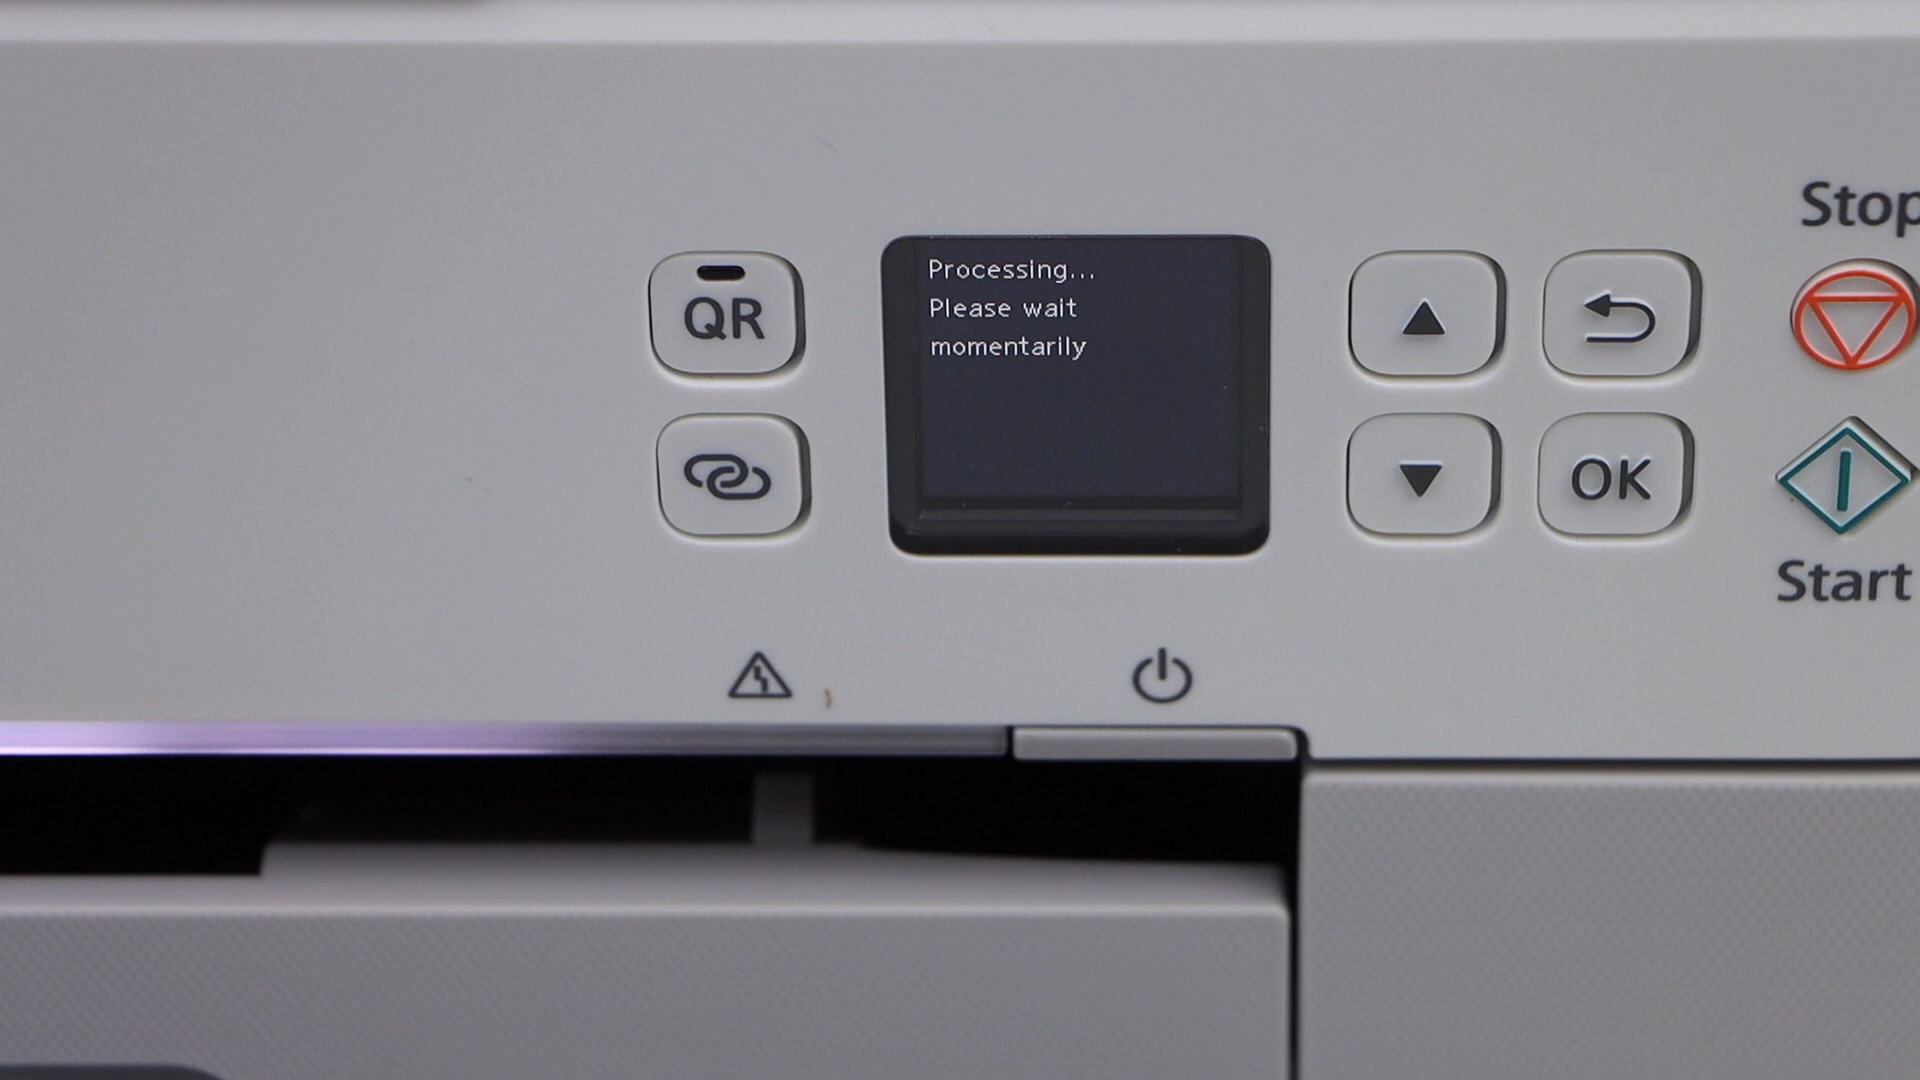 Stop
QR
Processing...
Please wait
momentarily
OK
Start